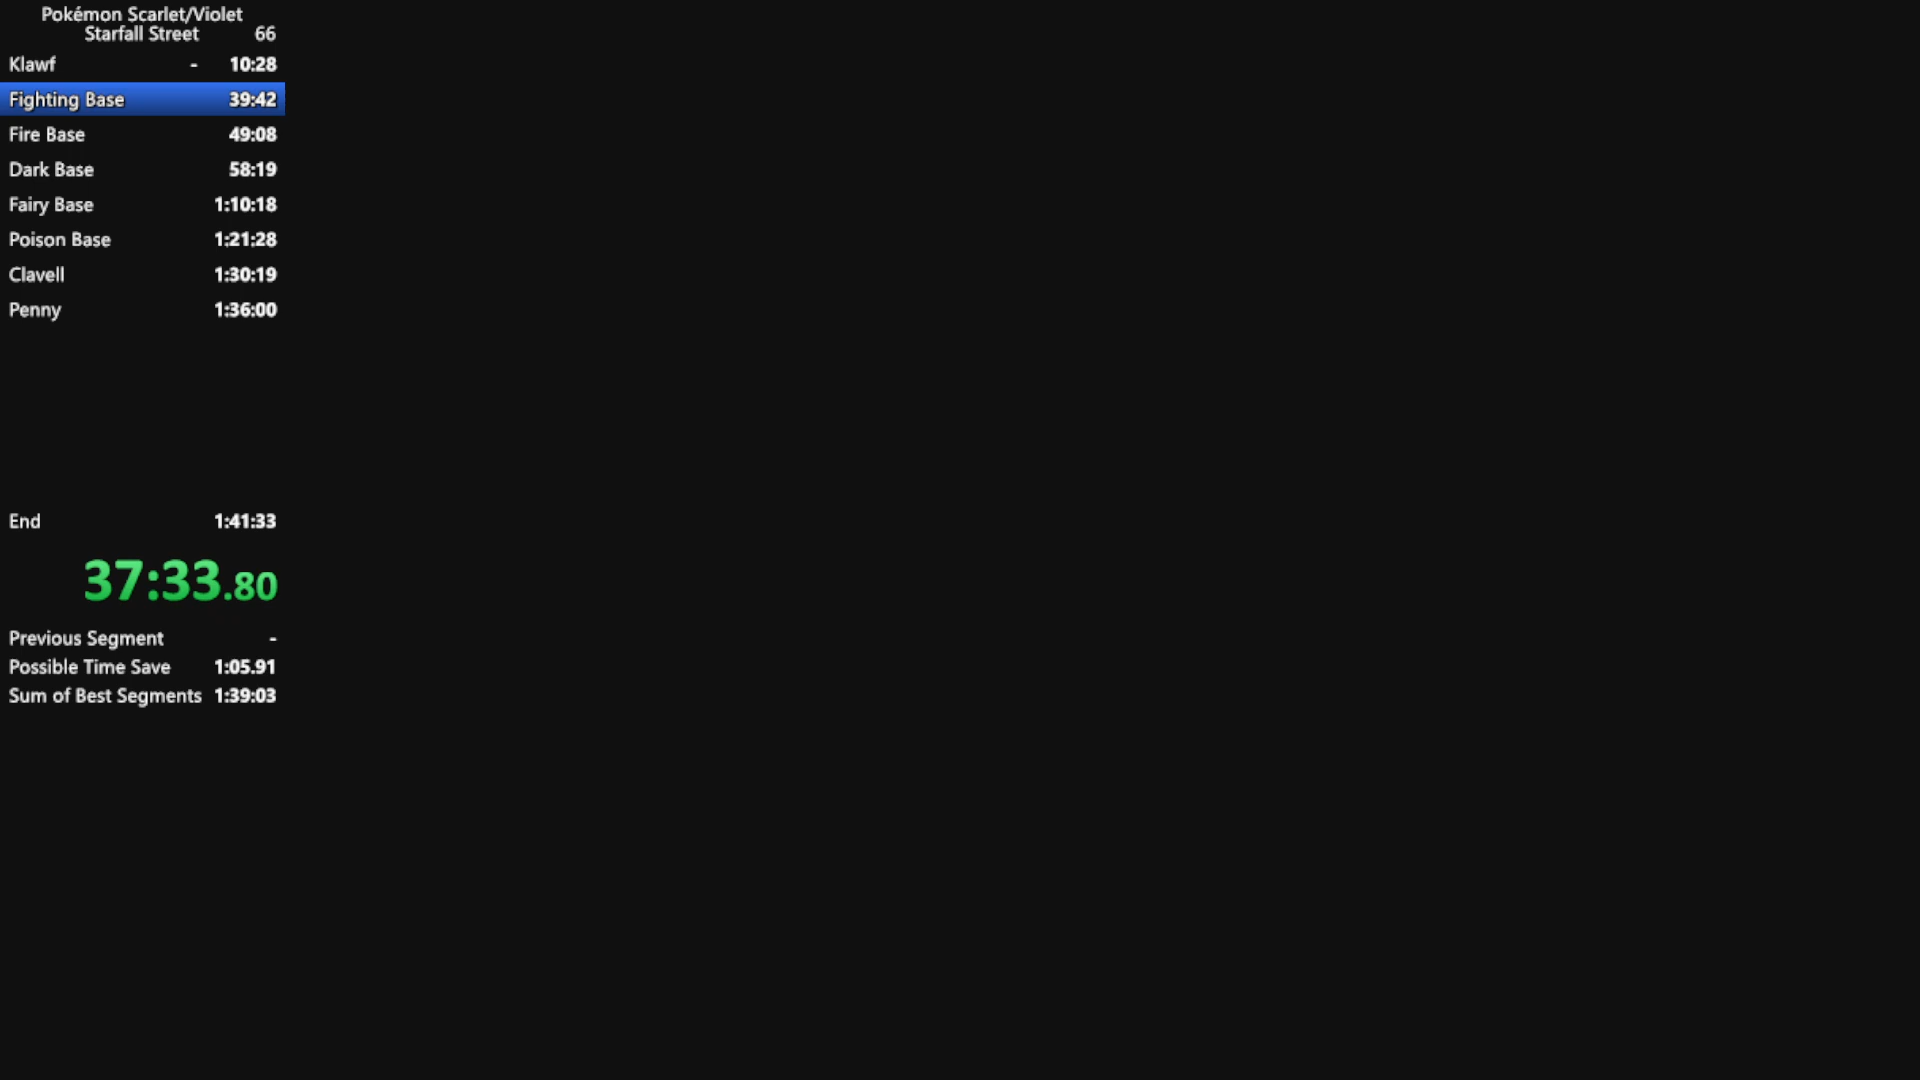 Pokémon Scarlet/Violet
Starfall Street 66
Klawf - 10:28
Fighting Base 39:42
Fire Base 49:08
Dark Base 58:19
Fairy Base 1:10:18
Poison Base 1:21:28
Clavell 1:30:19
Penny 1:36:00
End 1:41:33
37:33.80
Previous Segment -
Possible Time Save 1:05.91
Sum of Best Segments 1:39:03